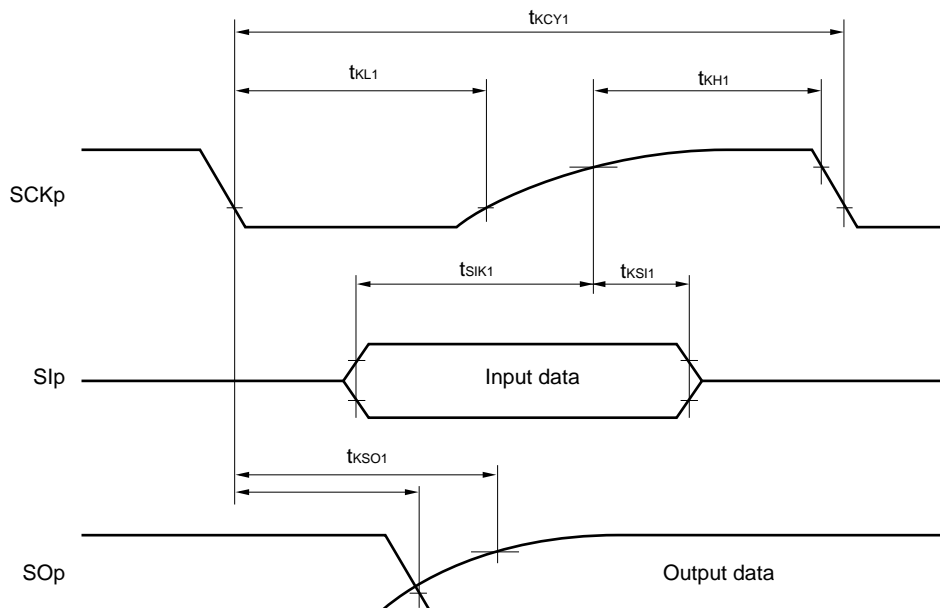 tKCY1
tKL1
tKH1
SCKp
tSIK1
tKSI1
SIp
Input data
tKSO1
SOp
Output data